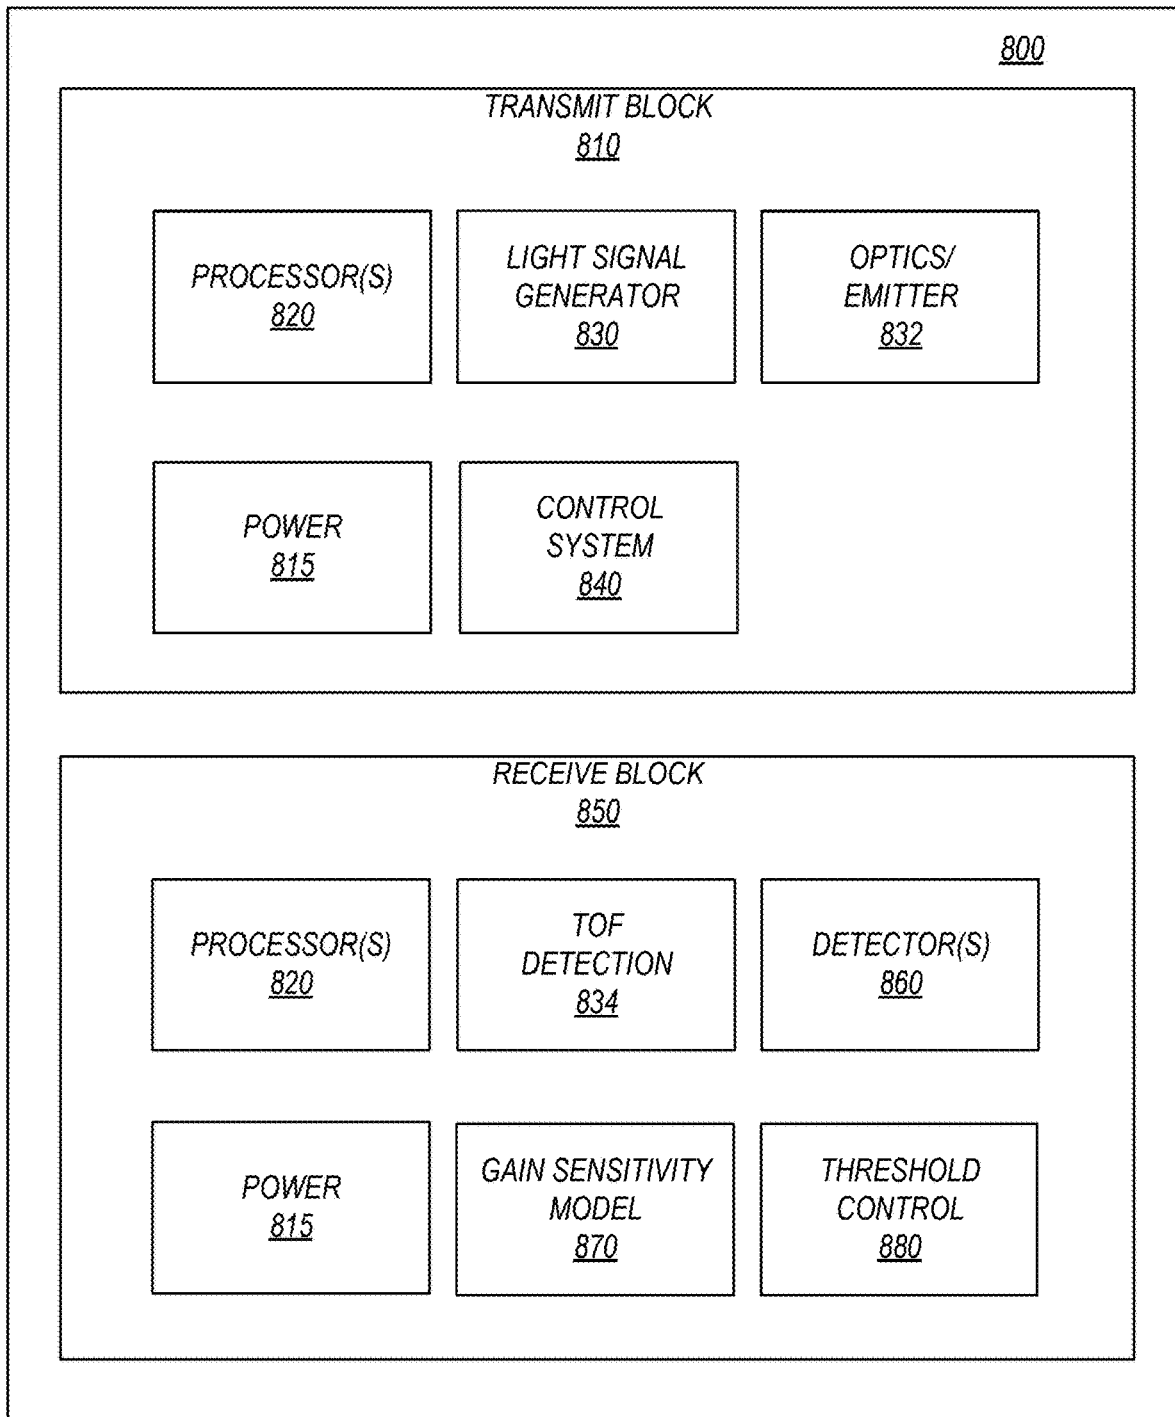 800
TRANSMIT BLOCK
810
PROCESSOR(S)
820
LIGHT SIGNAL
GENERATOR
830
OPTICS/
EMITTER
832
POWER
815
CONTROL
SYSTEM
840
RECEIVE BLOCK
850
PROCESSOR(S)
820
TOF
DETECTION
834
DETECTOR(S)
860
POWER
815
GAIN SENSITIVITY
MODEL
870
THRESHOLD
CONTROL
880